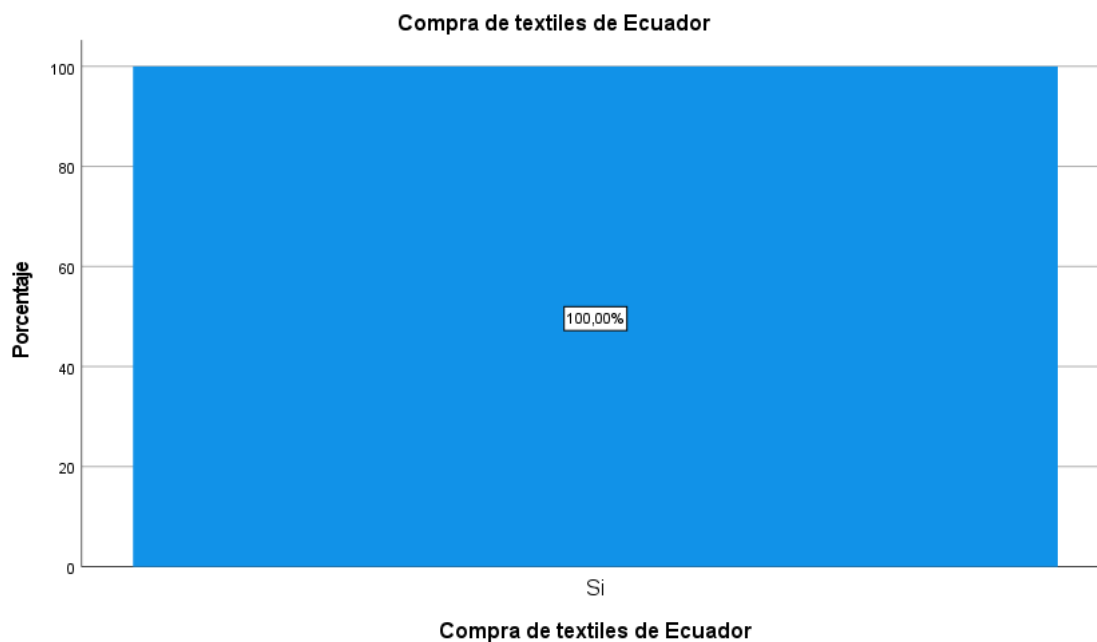 Compra de textiles de Ecuador
100
80
60
40
20
0
Porcentaje
100,00%
Si
Compra de textiles de Ecuador